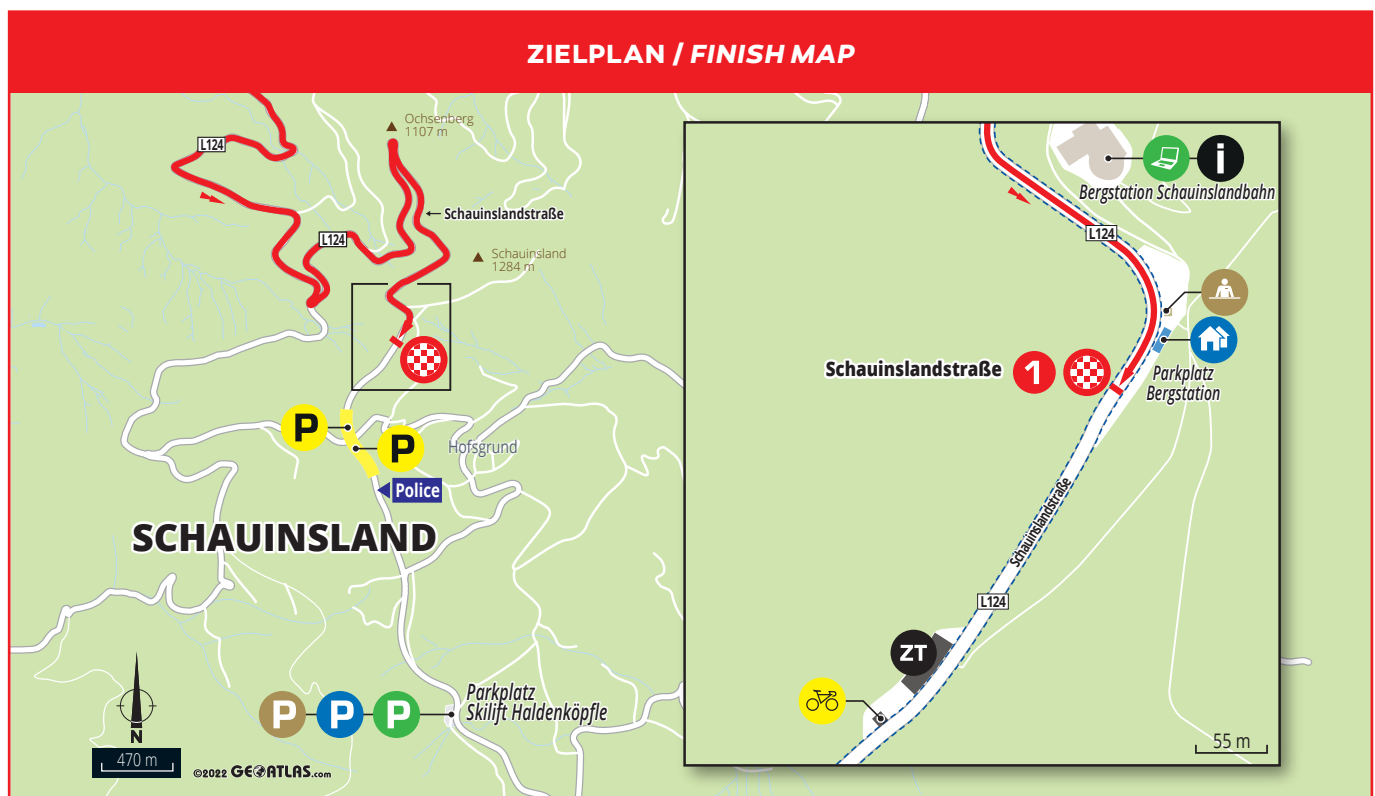 ZIELPLAN / FINISH MAP
Ochsenberg
1107 m
L124
Schauinslandstraße
L124
Schauinsland
1284 m
P
P
Hofsgrund
Police
SCHAUINSLAND
Parkplatz
Skilift Haldenköpfle
P
P
P
N
470 m
©2022 GEOATLAS.com
i
Bergstation Schauinslandbahn
L124
Schauinslandstraße
1
Parkplatz
Bergstation
Schauinslandstraße
L124
ZT
55 m